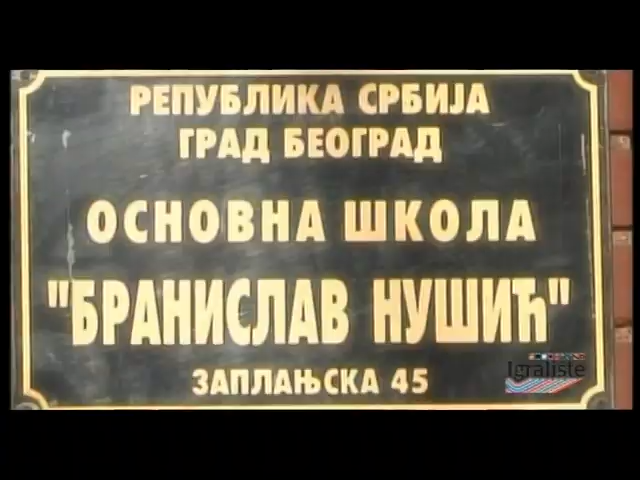 РЕПУБЛИКА СРБИЈА
ГРАД БЕОГРАД
ОСНОВНА ШКОЛА
"БРАНИСЛАВ НУШИЋ"
ЗАПЛАЊСКА 45
Igraliste